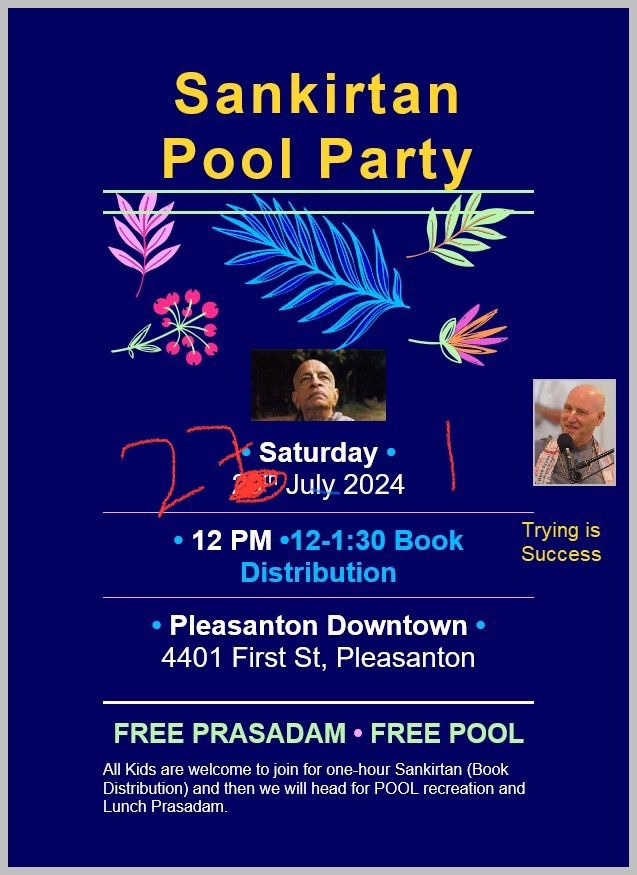 Sankirtan
Pool Party
27
• Saturday •
July 2024
• 12 PM •12-1:30 Book
Distribution
Trying is
Success
• Pleasanton Downtown •
4401 First St, Pleasanton
FREE PRASADAM • FREE POOL
All Kids are welcome to join for one-hour Sankirtan (Book
Distribution) and then we will head for POOL recreation and
Lunch Prasadam.